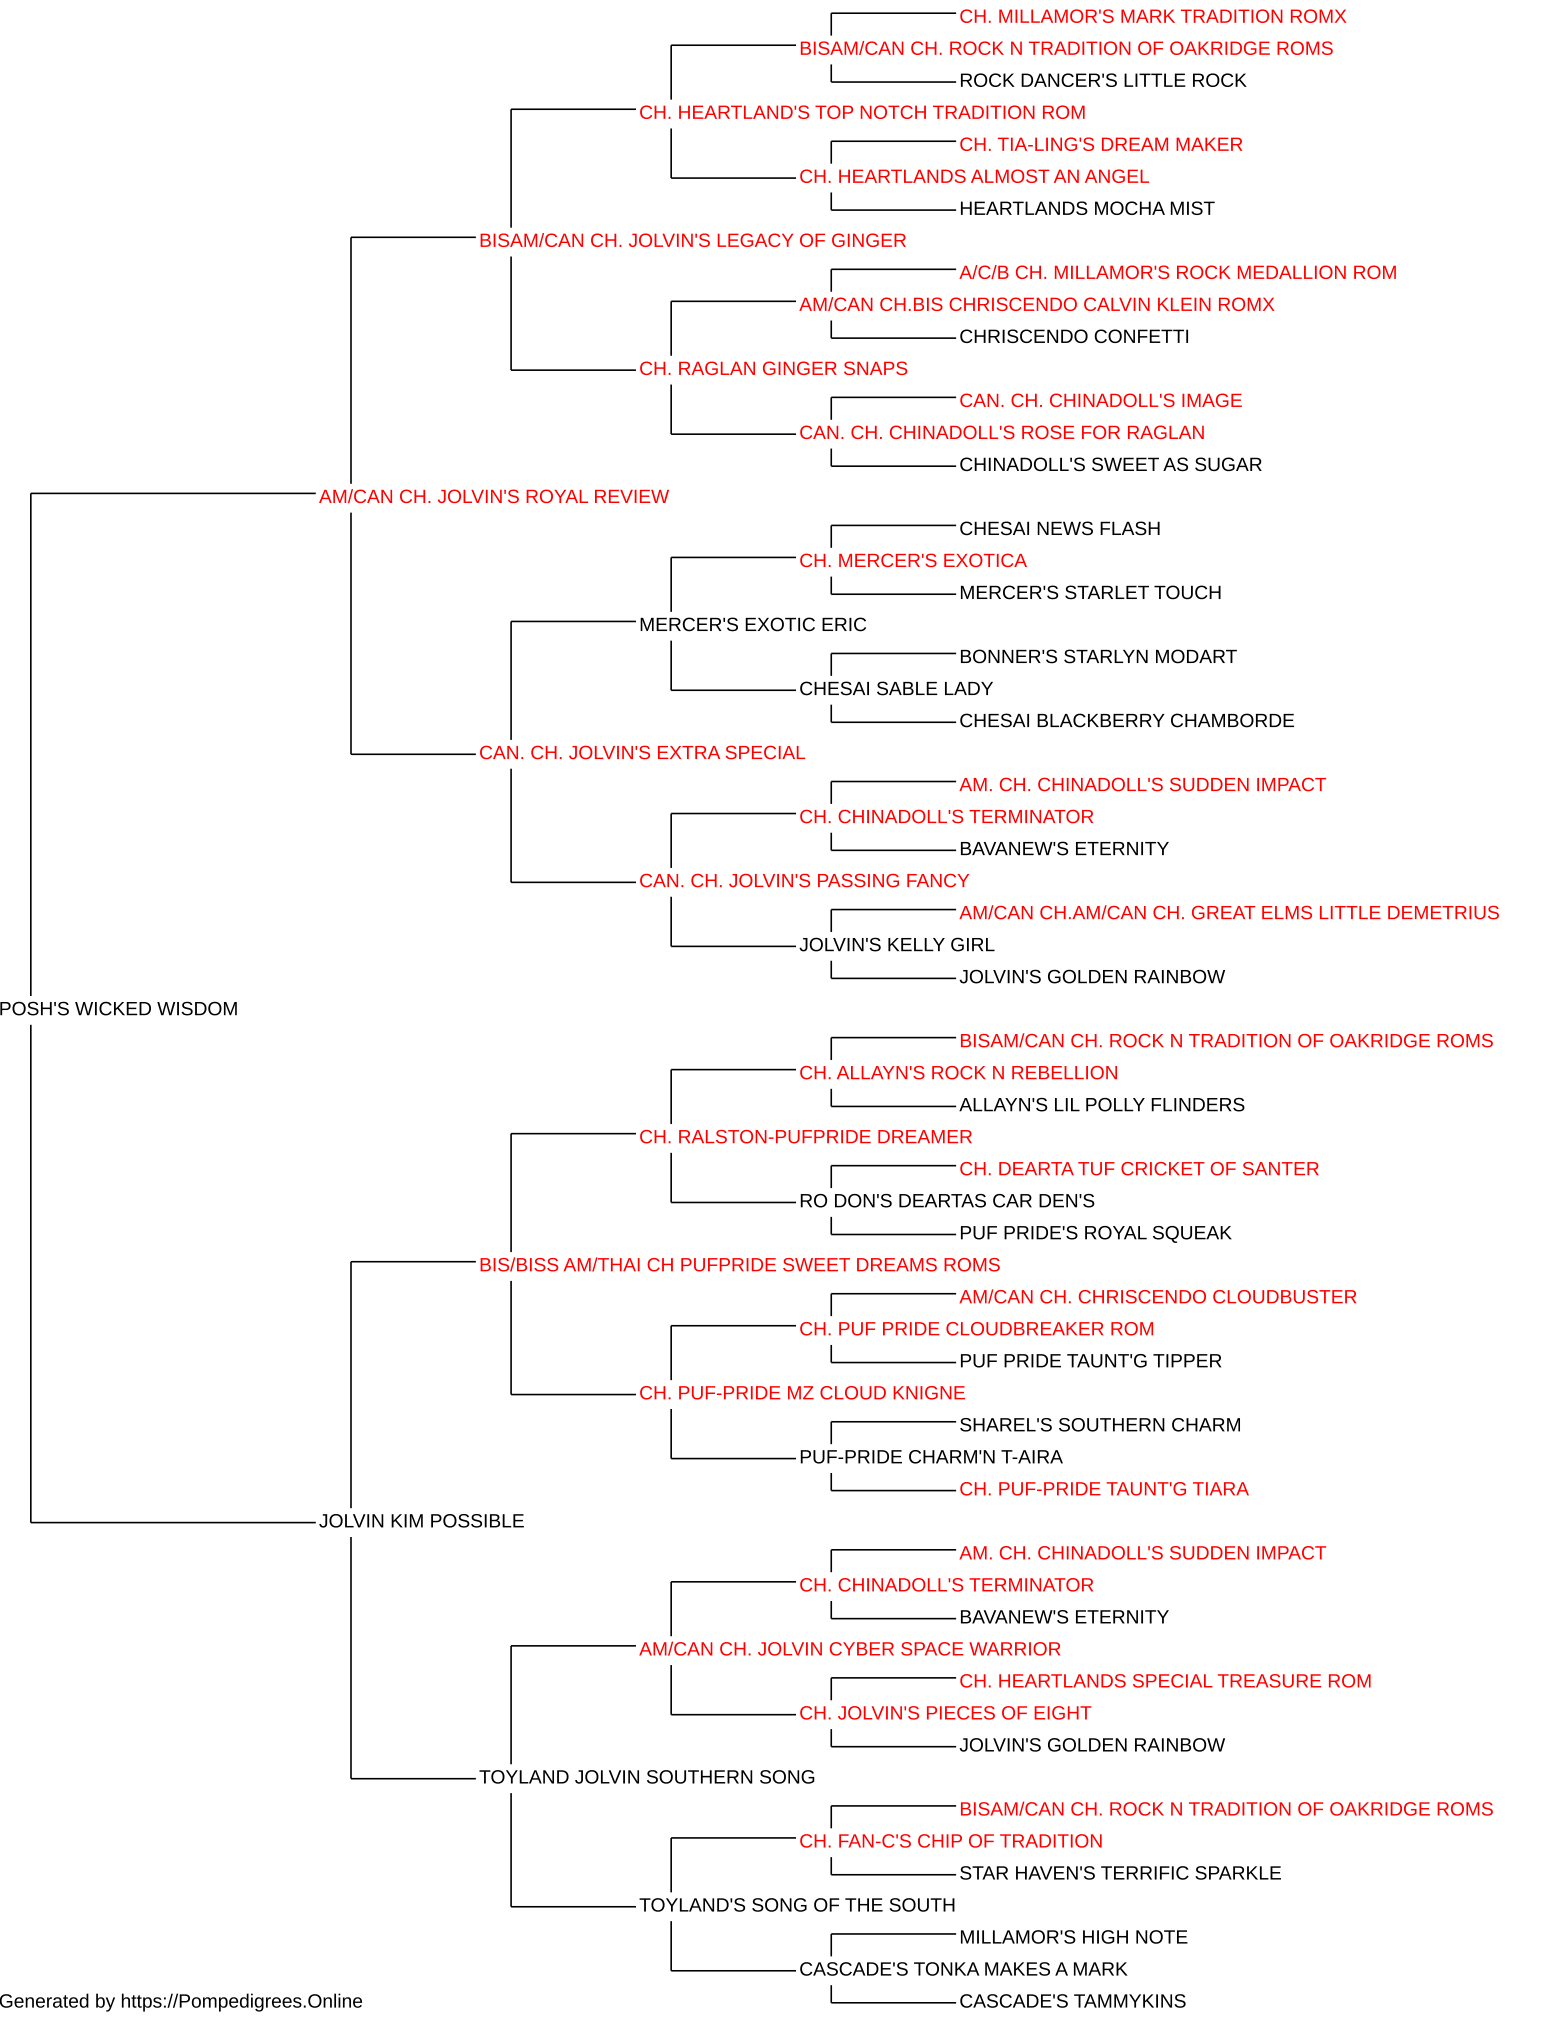 CH. MILLAMOR'S MARK TRADITION ROMX
BISAM/CAN CH. ROCK N TRADITION OF OAKRIDGE ROMS
ROCK DANCER'S LITTLE ROCK
CH. HEARTLAND'S TOP NOTCH TRADITION ROM
CH. TIA-LING'S DREAM MAKER
CH. HEARTLANDS ALMOST AN ANGEL
HEARTLANDS MOCHA MIST
BISAM/CAN CH. JOLVIN'S LEGACY OF GINGER
A/C/B CH. MILLAMOR'S ROCK MEDALLION ROM
AM/CAN CH.BIS CHRISCENDO CALVIN KLEIN ROMX
CHRISCENDO CONFETTI
CH. RAGLAN GINGER SNAPS
CAN. CH. CHINADOLL'S IMAGE
CAN. CH. CHINADOLL'S ROSE FOR RAGLAN
CHINADOLL'S SWEET AS SUGAR
AM/CAN CH. JOLVIN'S ROYAL REVIEW
CHESAI NEWS FLASH
CH. MERCER'S EXOTICA
MERCER'S STARLET TOUCH
MERCER'S EXOTIC ERIC
BONNER'S STARLYN MODART
CHESAI SABLE LADY
CHESAI BLACKBERRY CHAMBORDE
CAN. CH. JOLVIN'S EXTRA SPECIAL
AM. CH. CHINADOLL'S SUDDEN IMPACT
CH. CHINADOLL'S TERMINATOR
BAVANEW'S ETERNITY
CAN. CH. JOLVIN'S PASSING FANCY
AM/CAN CH.AM/CAN CH. GREAT ELMS LITTLE DEMETRIUS
JOLVIN'S KELLY GIRL
JOLVIN'S GOLDEN RAINBOW
POSH'S WICKED WISDOM
BISAM/CAN CH. ROCK N TRADITION OF OAKRIDGE ROMS
CH. ALLAYN'S ROCK N REBELLION
ALLAYN'S LIL POLLY FLINDERS
CH. RALSTON-PUFPRIDE DREAMER
CH. DEARTA TUF CRICKET OF SANTER
RO DON'S DEARTAS CAR DEN'S
PUF PRIDE'S ROYAL SQUEAK
BIS/BISS AM/THAI CH PUFPRIDE SWEET DREAMS ROMS
AM/CAN CH. CHRISCENDO CLOUDBUSTER
CH. PUF PRIDE CLOUDBREAKER ROM
PUF PRIDE TAUNT'G TIPPER
CH. PUF-PRIDE MZ CLOUD KNIGNE
SHAREL'S SOUTHERN CHARM
PUF-PRIDE CHARM'N T-AIRA
CH. PUF-PRIDE TAUNT'G TIARA
JOLVIN KIM POSSIBLE
AM. CH. CHINADOLL'S SUDDEN IMPACT
CH. CHINADOLL'S TERMINATOR
BAVANEW'S ETERNITY
AM/CAN CH. JOLVIN CYBER SPACE WARRIOR
CH. HEARTLANDS SPECIAL TREASURE ROM
CH. JOLVIN'S PIECES OF EIGHT
JOLVIN'S GOLDEN RAINBOW
TOYLAND JOLVIN SOUTHERN SONG
BISAM/CAN CH. ROCK N TRADITION OF OAKRIDGE ROMS
CH. FAN-C'S CHIP OF TRADITION
STAR HAVEN'S TERRIFIC SPARKLE
TOYLAND'S SONG OF THE SOUTH
MILLAMOR'S HIGH NOTE
CASCADE'S TONKA MAKES A MARK
CASCADE'S TAMMYKINS
Generated by https://Pompedigrees.Online